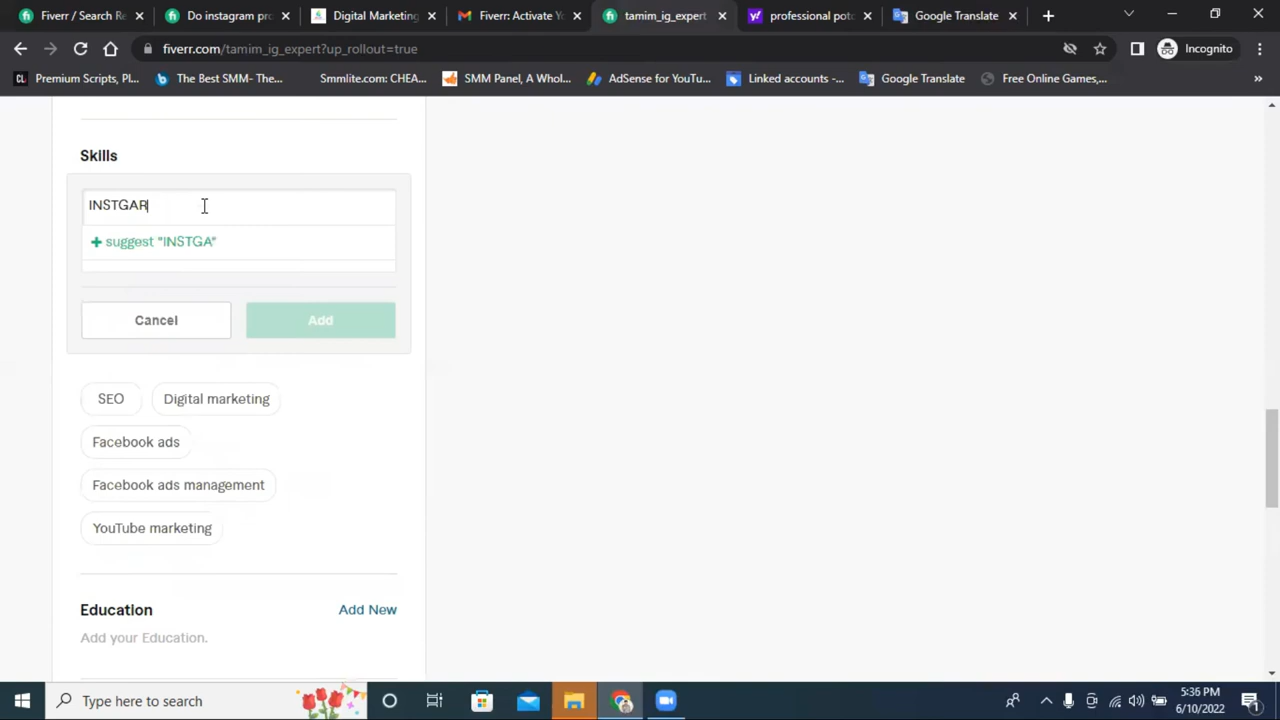 Fiverr / Search Re
Do instagram pro
Digital Marketing
Fiverr: Activate Yo
tamim_ig_expert
professional pot
Google Translate
fiverr.com/tamim_ig_expert?up_rollout=true
Incognito
CL Premium Scripts, Pl...
The Best SMM- The...
Smmlite.com: CHEA...
SMM Panel, A Whol...
AdSense for YouTu...
Linked accounts -...
Google Translate
Free Online Games,...
»
Skills
INSTGAR
+ suggest "INSTGA"
Cancel
Add
SEO
Digital marketing
Facebook ads
Facebook ads management
YouTube marketing
Education
Add New
Add your Education.
Type here to search
5:36 PM
6/10/2022
1